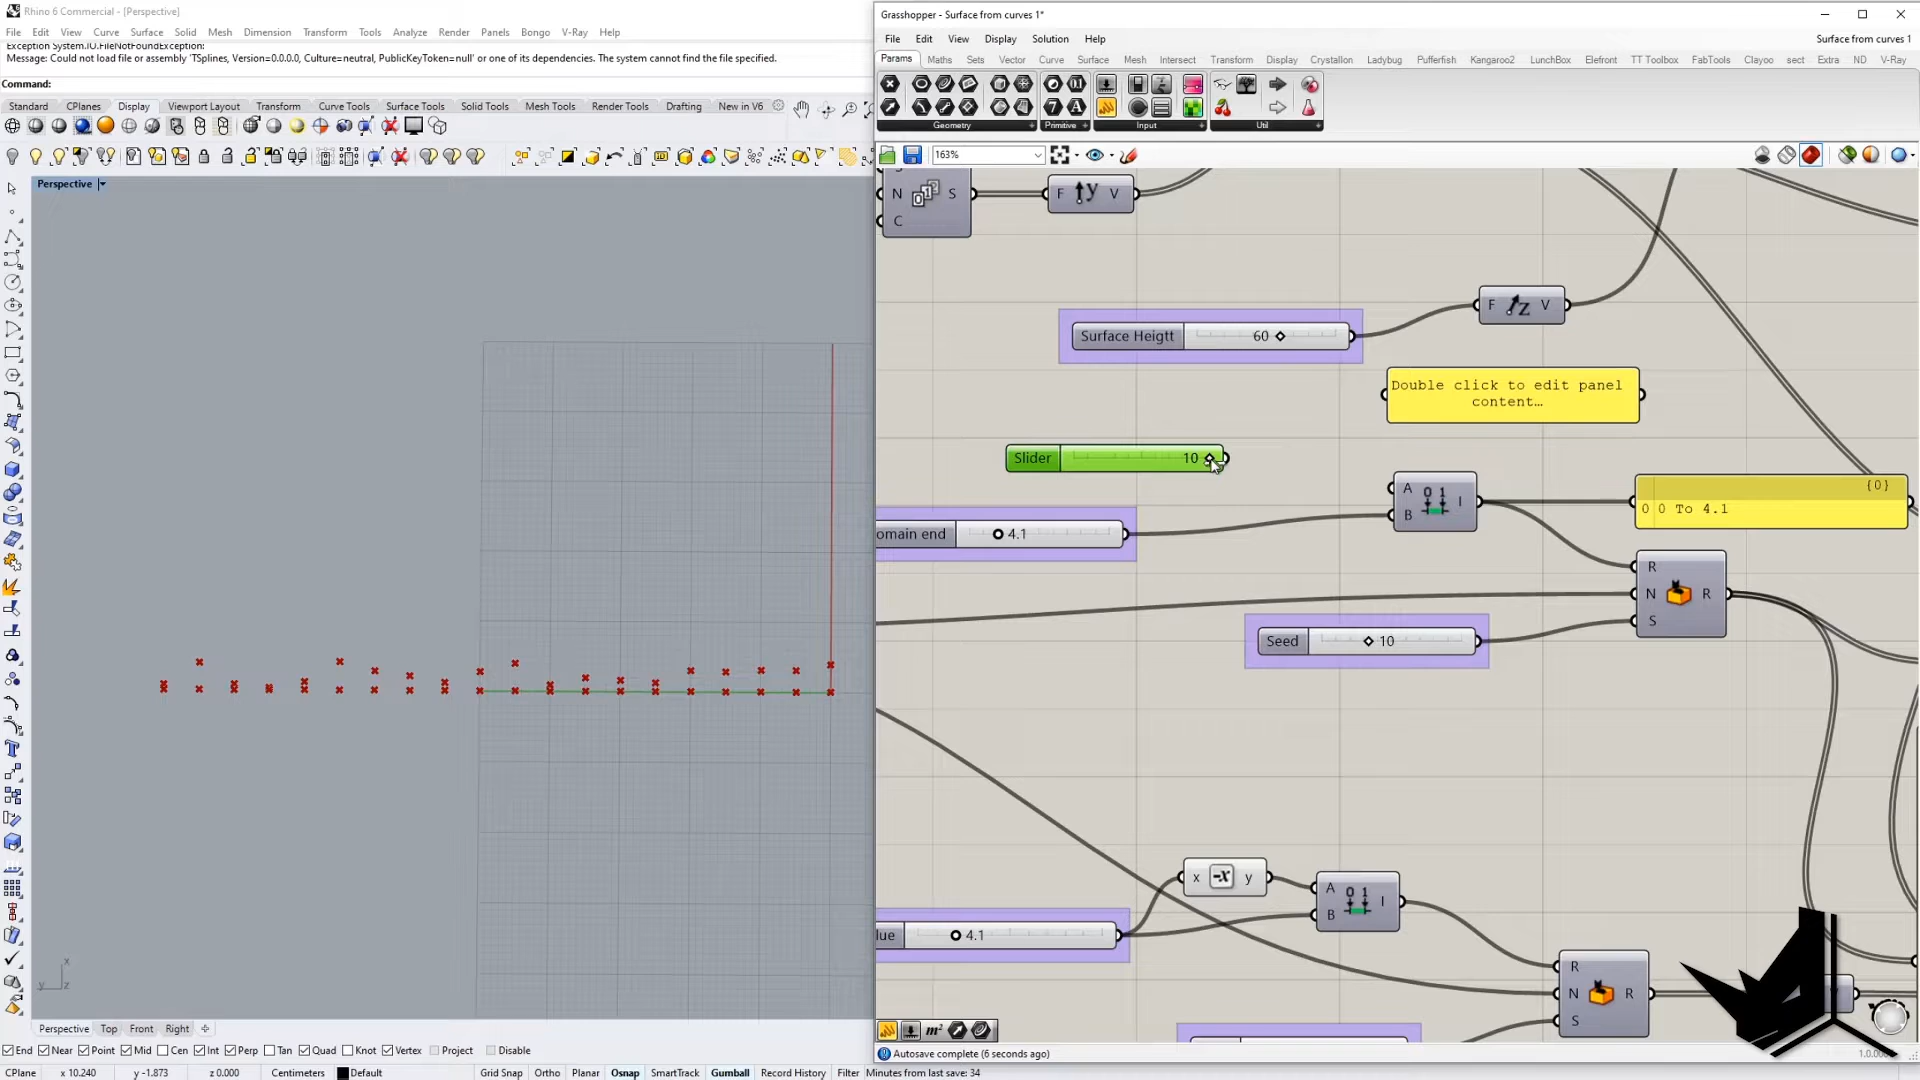 Rhino 6 Commercial - [Perspective]
File Edit View Curve Surface Solid Mesh Dimension Transform Tools Analyze Render Panels Bongo V-Ray Help
Exception System.IO.FileNotFoundException:
Message: Could not load file or assembly 'TSplines, Version=0.0.0.0, Culture=neutral, PublicKeyToken=null' or one of its dependencies. The system cannot find the file specified.
Command:
Standard CPlanes Display Viewport Layout Transform Curve Tools Surface Tools Solid Tools Mesh Tools Render Tools Drafting New in V6
Perspective
x
y z
Perspective Top Front Right
End Near Point Mid Cen Int Perp Tan Quad Knot Vertex Project Disable
CPlane x 10.240 y -1.873 z 0.000 Centimeters Default Grid Snap Ortho Planar Osnap SmartTrack Gumball Record History Filter Minutes from last save: 34
Grasshopper - Surface from curves 1*
File Edit View Display Solution Help
Surface from curves 1
Params Maths Sets Vector Curve Surface Mesh Intersect Transform Display Crystallon Ladybug Pufferfish Kangaroo2 LunchBox Elefront TT Toolbox FabTools Clayoo sect Extra ND V-Ray
Geometry Primitive Input Util
163%
N S
C
F y V
F z V
Surface Heigtt 60
Double click to edit panel
content…
Slider 10
A 0 1 I
B
{0}
0 0 To 4.1
omain end 4.1
R
N R
S
Seed 10
x -x y
A 0 1 I
B
lue 4.1
R
N R
S
m²
Autosave complete (6 seconds ago)